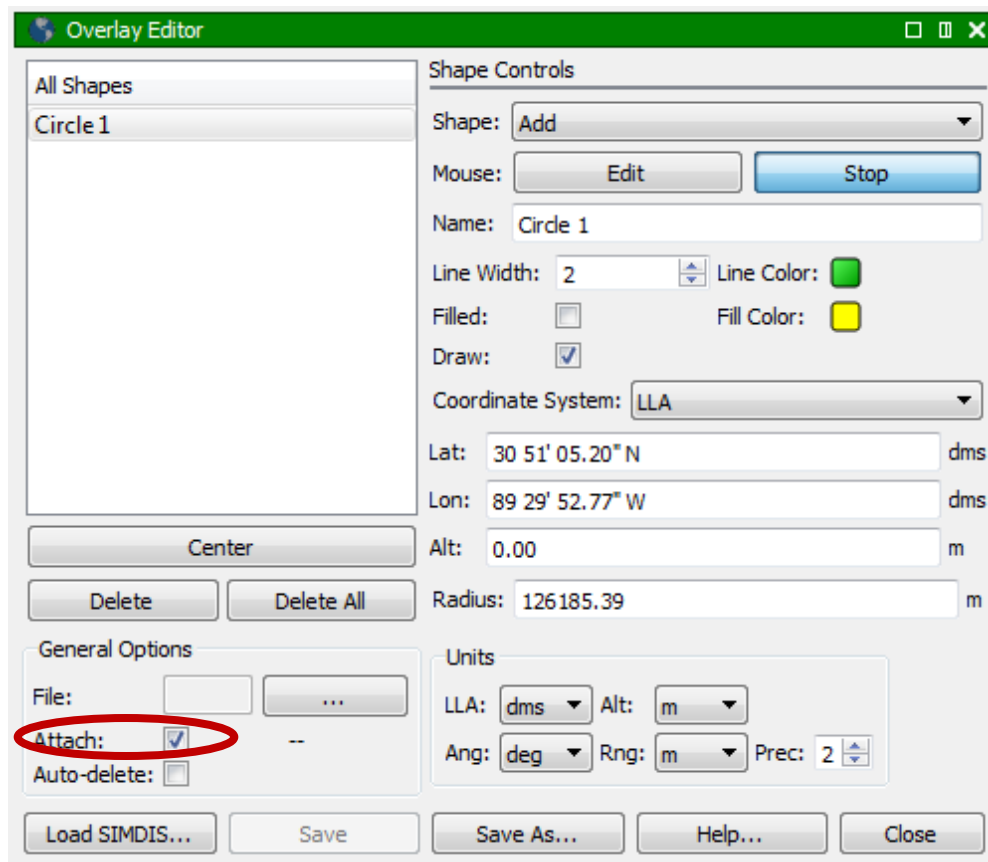 Overlay Editor
All Shapes
Circle 1
Center
Delete Delete All
General Options
File: ...
Attach: --
Auto-delete:
Shape Controls
Shape: Add
Mouse: Edit Stop
Name: Circle 1
Line Width: 2 Line Color:
Filled: Fill Color:
Draw:
Coordinate System: LLA
Lat: 30 51' 05.20" N dms
Lon: 89 29' 52.77" W dms
Alt: 0.00 m
Radius: 126185.39 m
Units
LLA: dms Alt: m
Ang: deg Rng: m Prec: 2
Load SIMDIS... Save Save As... Help... Close